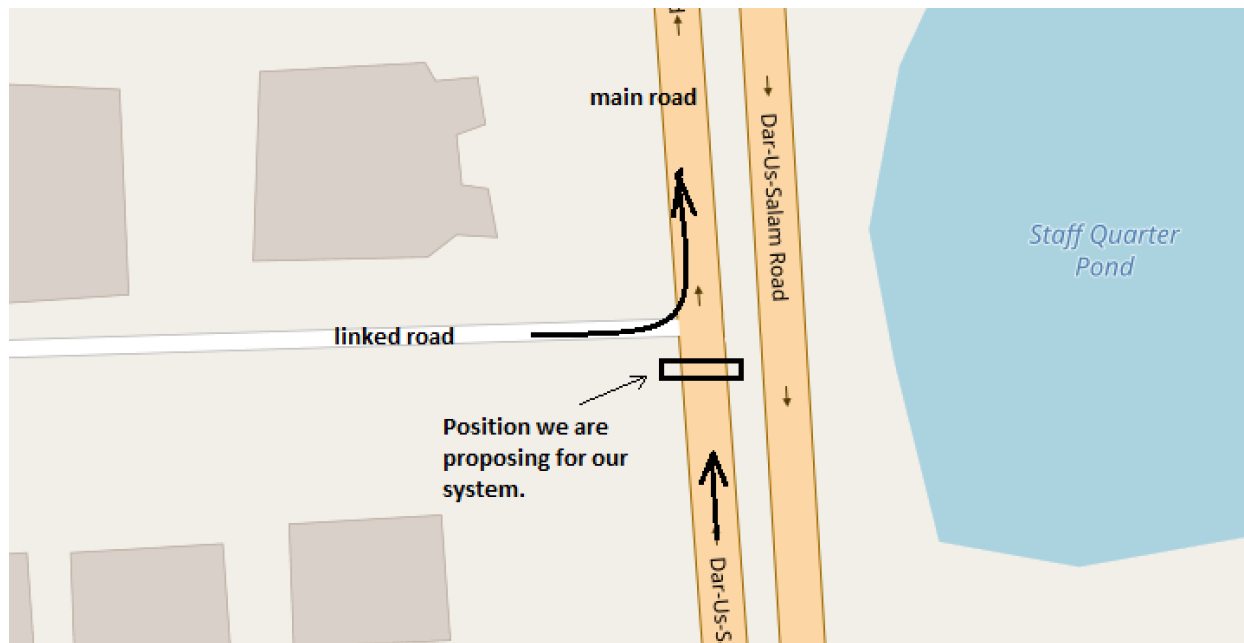 main road
Dar-Us-Salam Road
Staff Quarter
Pond
linked road
Position we are
proposing for our
system.
Dar-Us-S